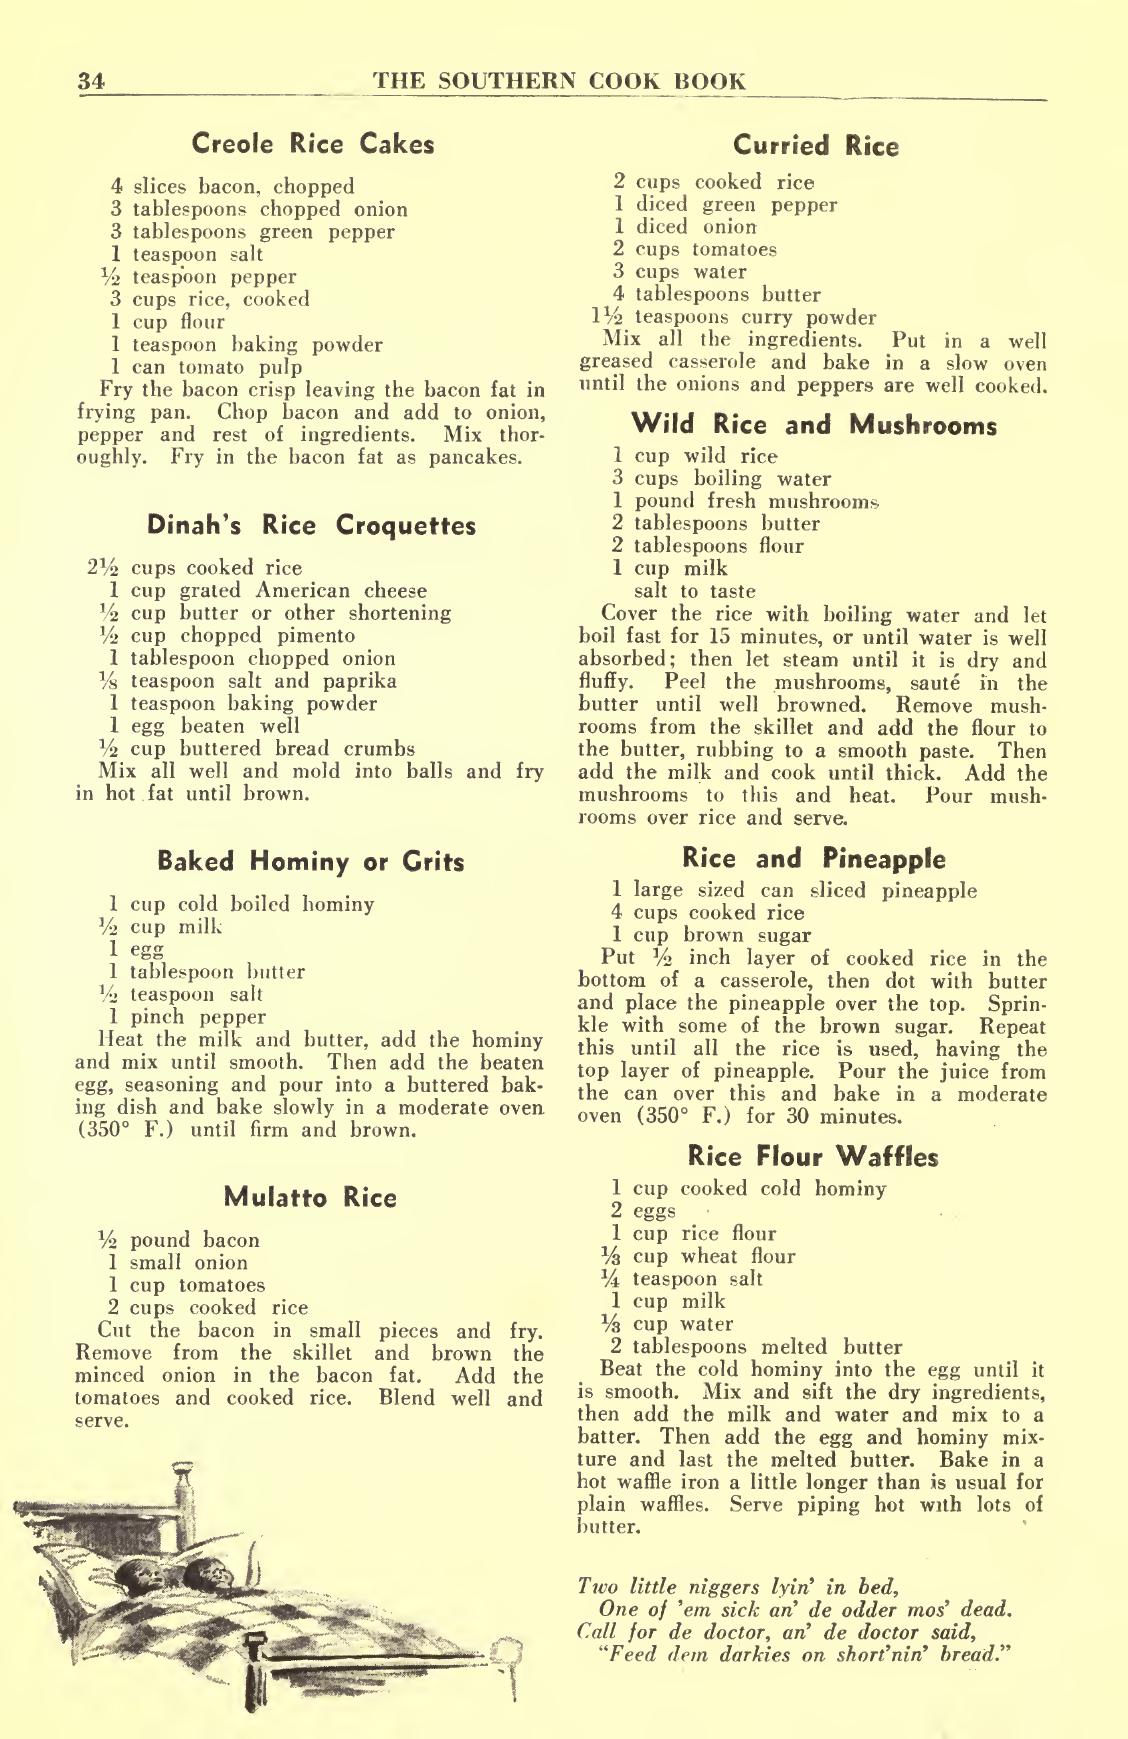 34 THE SOUTHERN COOK BOOK
Creole Rice Cakes
4 slices bacon, chopped
3 tablespoons chopped onion
3 tablespoons green pepper
1 teaspoon salt
½ teaspoon pepper
3 cups rice, cooked
1 cup flour
1 teaspoon baking powder
1 can tomato pulp
Fry the bacon crisp leaving the bacon fat in
frying pan. Chop bacon and add to onion,
pepper and rest of ingredients. Mix thor-
oughly. Fry in the bacon fat as pancakes.
Dinah's Rice Croquettes
2½ cups cooked rice
1 cup grated American cheese
½ cup butter or other shortening
½ cup chopped pimento
1 tablespoon chopped onion
⅛ teaspoon salt and paprika
1 teaspoon baking powder
1 egg beaten well
½ cup buttered bread crumbs
Mix all well and mold into balls and fry
in hot fat until brown.
Baked Hominy or Grits
1 cup cold boiled hominy
½ cup milk
1 egg
1 tablespoon butter
½ teaspoon salt
1 pinch pepper
Heat the milk and butter, add the hominy
and mix until smooth. Then add the beaten
egg, seasoning and pour into a buttered bak-
ing dish and bake slowly in a moderate oven
(350° F.) until firm and brown.
Mulatto Rice
½ pound bacon
1 small onion
1 cup tomatoes
2 cups cooked rice
Cut the bacon in small pieces and fry.
Remove from the skillet and brown the
minced onion in the bacon fat. Add the
tomatoes and cooked rice. Blend well and
serve.
Curried Rice
2 cups cooked rice
1 diced green pepper
1 diced onion
2 cups tomatoes
3 cups water
4 tablespoons butter
1½ teaspoons curry powder
Mix all the ingredients. Put in a well
greased casserole and bake in a slow oven
until the onions and peppers are well cooked.
Wild Rice and Mushrooms
1 cup wild rice
3 cups boiling water
1 pound fresh mushrooms
2 tablespoons butter
2 tablespoons flour
1 cup milk
salt to taste
Cover the rice with boiling water and let
boil fast for 15 minutes, or until water is well
absorbed; then let steam until it is dry and
fluffy. Peel the mushrooms, sauté in the
butter until well browned. Remove mush-
rooms from the skillet and add the flour to
the butter, rubbing to a smooth paste. Then
add the milk and cook until thick. Add the
mushrooms to this and heat. Pour mush-
rooms over rice and serve.
Rice and Pineapple
1 large sized can sliced pineapple
4 cups cooked rice
1 cup brown sugar
Put ½ inch layer of cooked rice in the
bottom of a casserole, then dot with butter
and place the pineapple over the top. Sprin-
kle with some of the brown sugar. Repeat
this until all the rice is used, having the
top layer of pineapple. Pour the juice from
the can over this and bake in a moderate
oven (350° F.) for 30 minutes.
Rice Flour Waffles
1 cup cooked cold hominy
2 eggs
1 cup rice flour
⅓ cup wheat flour
¼ teaspoon salt
1 cup milk
⅓ cup water
2 tablespoons melted butter
Beat the cold hominy into the egg until it
is smooth. Mix and sift the dry ingredients,
then add the milk and water and mix to a
batter. Then add the egg and hominy mix-
ture and last the melted butter. Bake in a
hot waffle iron a little longer than is usual for
plain waffles. Serve piping hot with lots of
butter.
Two little niggers lyin' in bed,
One of 'em sick an' de odder mos' dead.
Call for de doctor, an' de doctor said,
"Feed dem darkies on short'nin' bread."